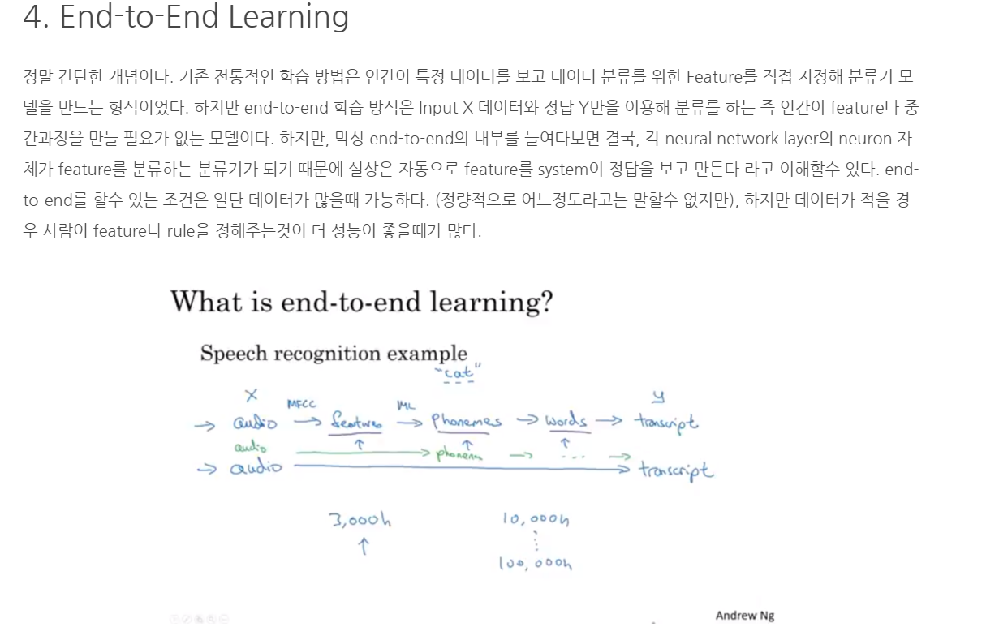 4. End-to-End Learning
정말 간단한 개념이다. 기존 전통적인 학습 방법은 인간이 특정 데이터를 보고 데이터 분류를 위한 Feature를 직접 지정해 분류기 모
델을 만드는 형식이었다. 하지만 end-to-end 학습 방식은 Input X 데이터와 정답 Y만을 이용해 분류를 하는 즉 인간이 feature나 중
간과정을 만들 필요가 없는 모델이다. 하지만, 막상 end-to-end의 내부를 들여다보면 결국, 각 neural network layer의 neuron 자
체가 feature를 분류하는 분류기가 되기 때문에 실상은 자동으로 feature를 system이 정답을 보고 만든다 라고 이해할수 있다. end-
to-end를 할수 있는 조건은 일단 데이터가 많을때 가능하다. (정량적으로 어느정도라고는 말할수 없지만), 하지만 데이터가 적을 경
우 사람이 feature나 rule을 정해주는것이 더 성능이 좋을때가 많다.
What is end-to-end learning?
Speech recognition example
"cat"
X MFCC ML y
→ audio → features → phonemes → words → transcript
audio → phonemes → ... →
→ audio → transcript
3,000h 10,000h
↑ ⋮
100,000h
Andrew Ng